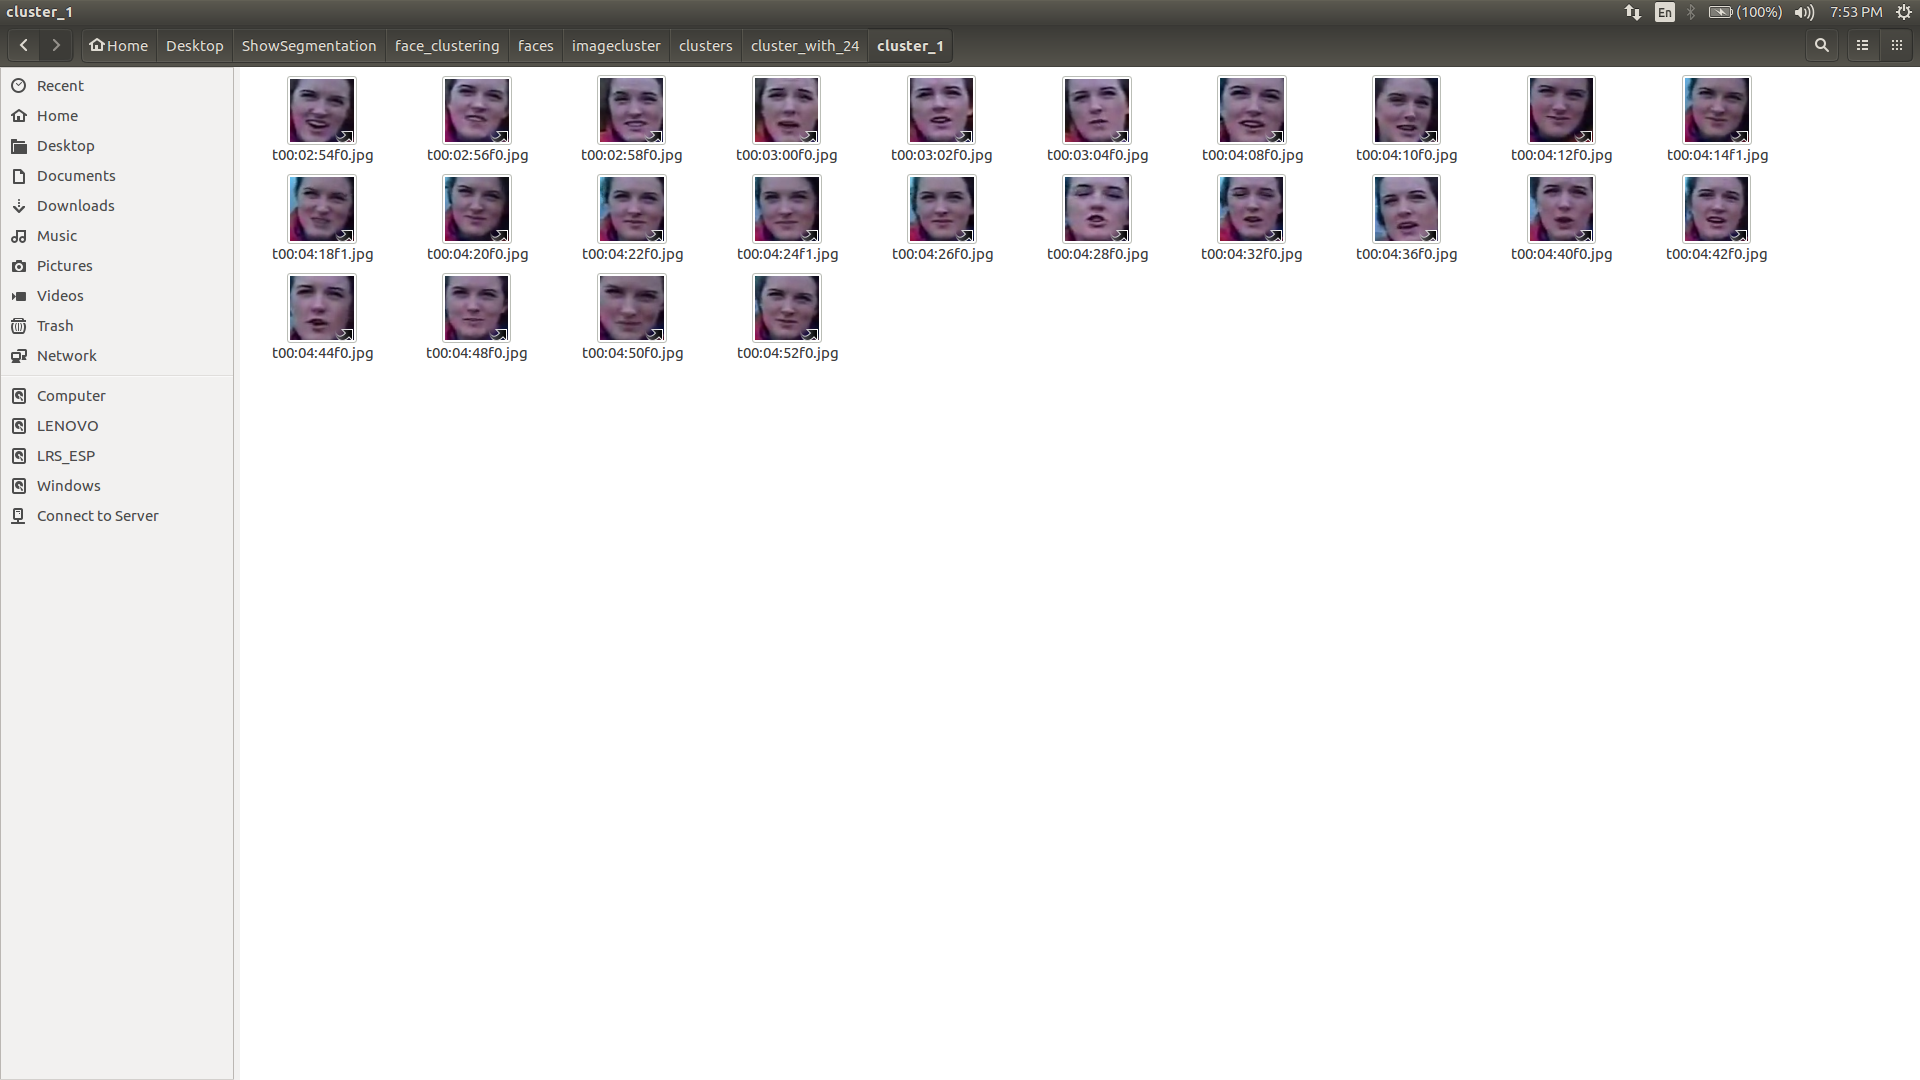 cluster_1
En (100%) 7:53 PM
Home Desktop ShowSegmentation face_clustering faces imagecluster clusters cluster_with_24 cluster_1
Recent
Home
Desktop
Documents
Downloads
Music
Pictures
Videos
Trash
Network
Computer
LENOVO
LRS_ESP
Windows
Connect to Server
t00:02:54f0.jpg t00:02:56f0.jpg t00:02:58f0.jpg t00:03:00f0.jpg t00:03:02f0.jpg t00:03:04f0.jpg t00:04:08f0.jpg t00:04:10f0.jpg t00:04:12f0.jpg t00:04:14f1.jpg
t00:04:18f1.jpg t00:04:20f0.jpg t00:04:22f0.jpg t00:04:24f1.jpg t00:04:26f0.jpg t00:04:28f0.jpg t00:04:32f0.jpg t00:04:36f0.jpg t00:04:40f0.jpg t00:04:42f0.jpg
t00:04:44f0.jpg t00:04:48f0.jpg t00:04:50f0.jpg t00:04:52f0.jpg